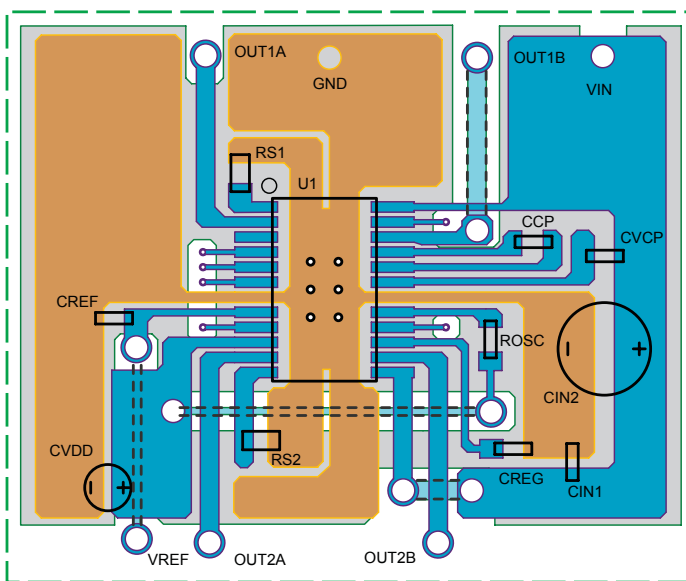 OUT1A
GND
OUT1B
VIN
RS1
U1
CCP
CVCP
CREF
ROSC
- +
CIN2
CVDD
- +
RS2
CREG
CIN1
VREF
OUT2A
OUT2B